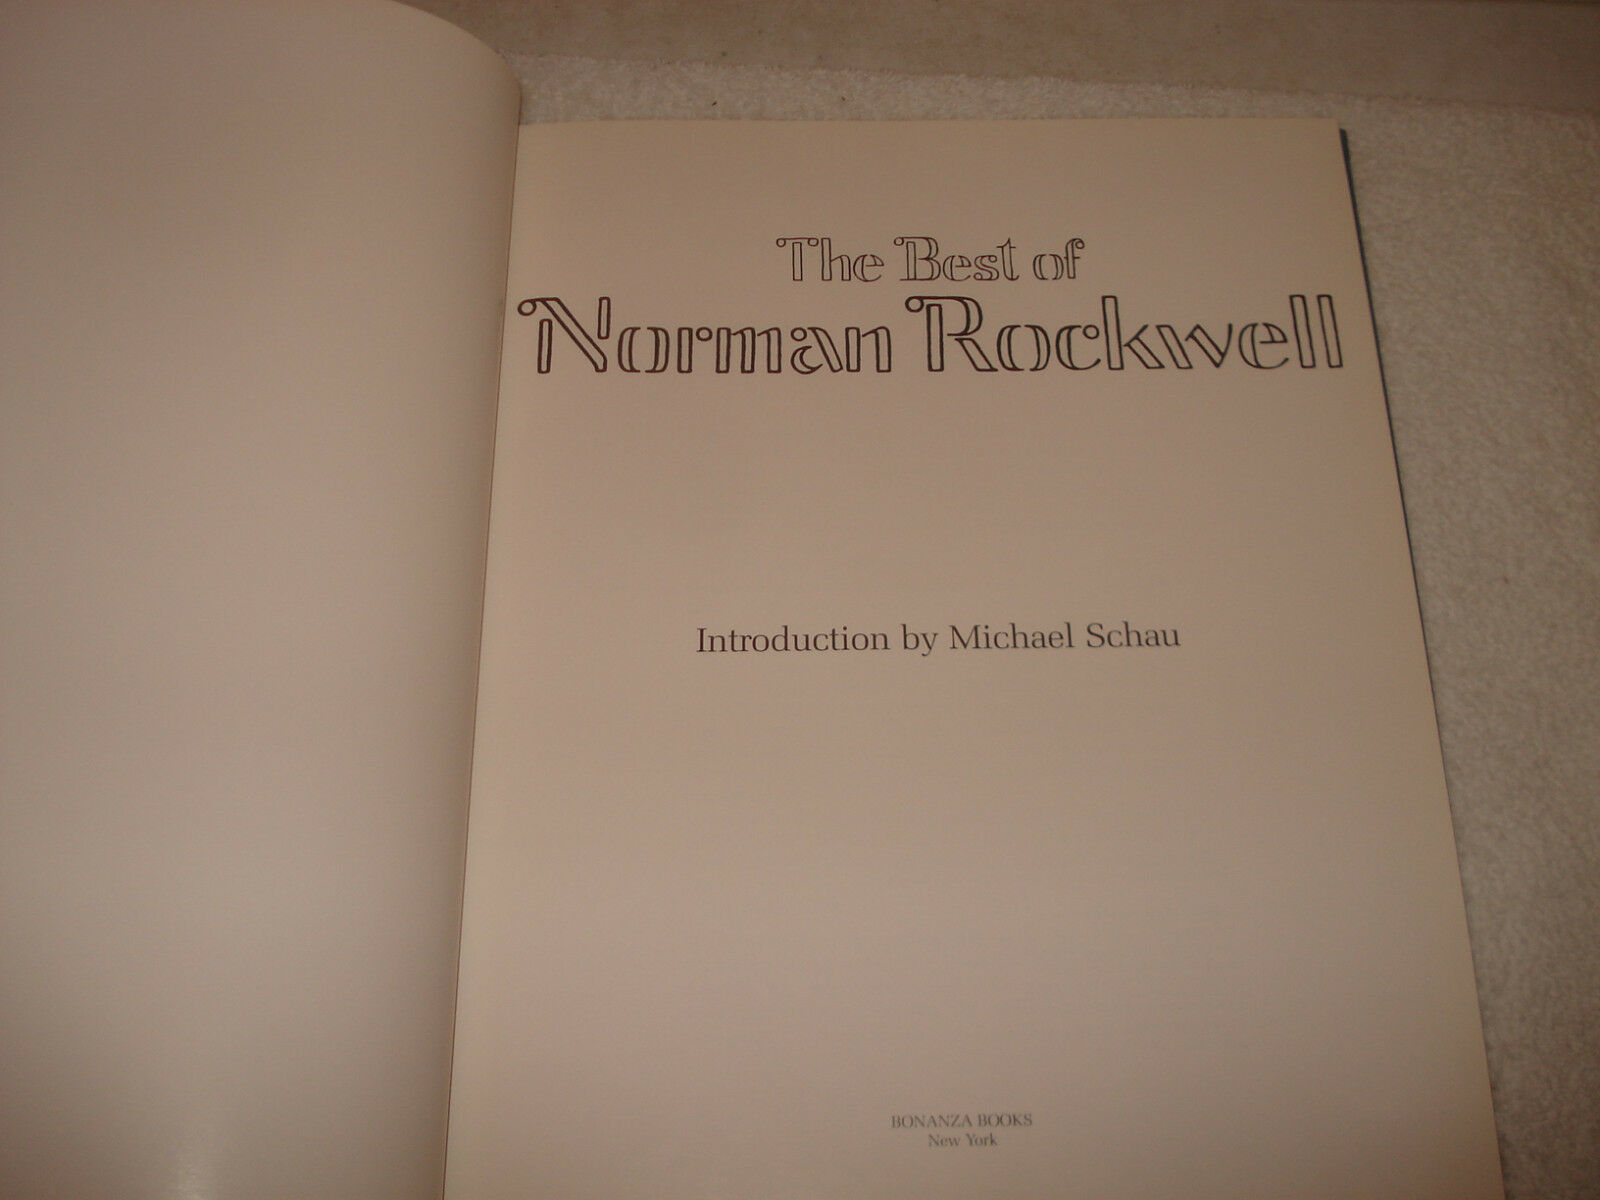 The Best of
Norman Rockwell
Introduction by Michael Schau
BONANZA BOOKS
New York